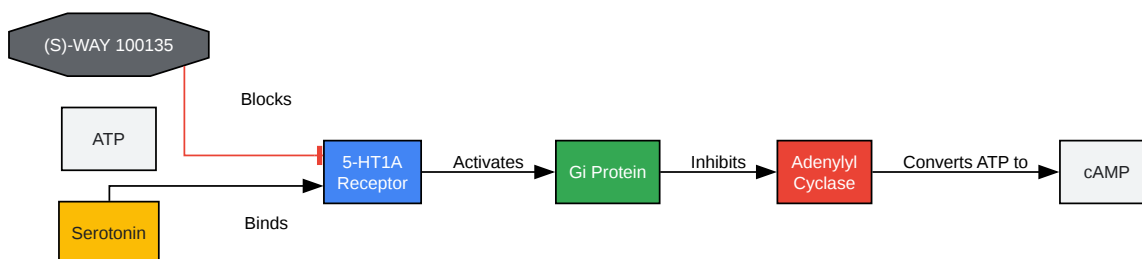 (S)-WAY 100135
Blocks
ATP
5-HT1A
Receptor
Activates
Gi Protein
Inhibits
Adenylyl
Cyclase
Converts ATP to
cAMP
Serotonin
Binds